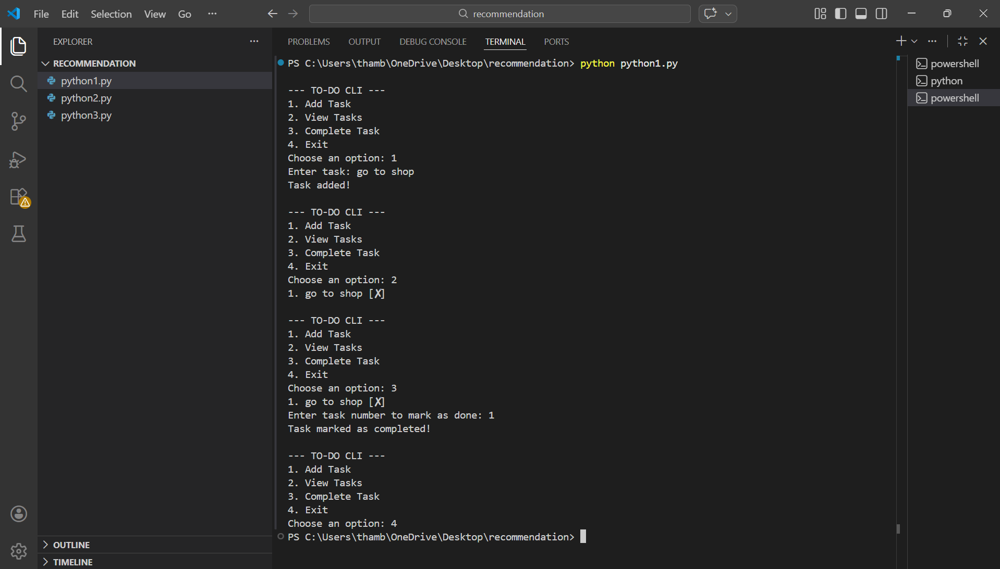 File Edit Selection View Go ···
recommendation
EXPLORER ···
RECOMMENDATION
python1.py
python2.py
python3.py
OUTLINE
TIMELINE
PROBLEMS OUTPUT DEBUG CONSOLE TERMINAL PORTS
PS C:\Users\thamb\OneDrive\Desktop\recommendation> python python1.py
--- TO-DO CLI ---
1. Add Task
2. View Tasks
3. Complete Task
4. Exit
Choose an option: 1
Enter task: go to shop
Task added!
--- TO-DO CLI ---
1. Add Task
2. View Tasks
3. Complete Task
4. Exit
Choose an option: 2
1. go to shop [✗]
--- TO-DO CLI ---
1. Add Task
2. View Tasks
3. Complete Task
4. Exit
Choose an option: 3
1. go to shop [✗]
Enter task number to mark as done: 1
Task marked as completed!
--- TO-DO CLI ---
1. Add Task
2. View Tasks
3. Complete Task
4. Exit
Choose an option: 4
PS C:\Users\thamb\OneDrive\Desktop\recommendation>
powershell
python
powershell